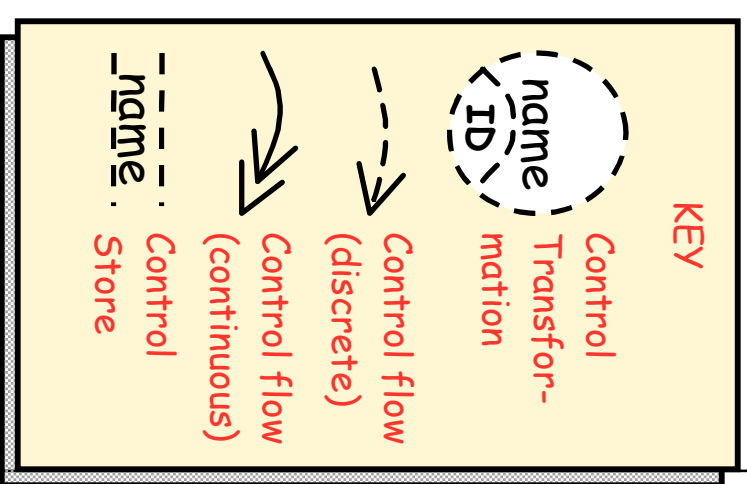 KEY
name
ID
Control
Transfor-
mation
Control flow
(discrete)
Control flow
(continuous)
name
Control
Store